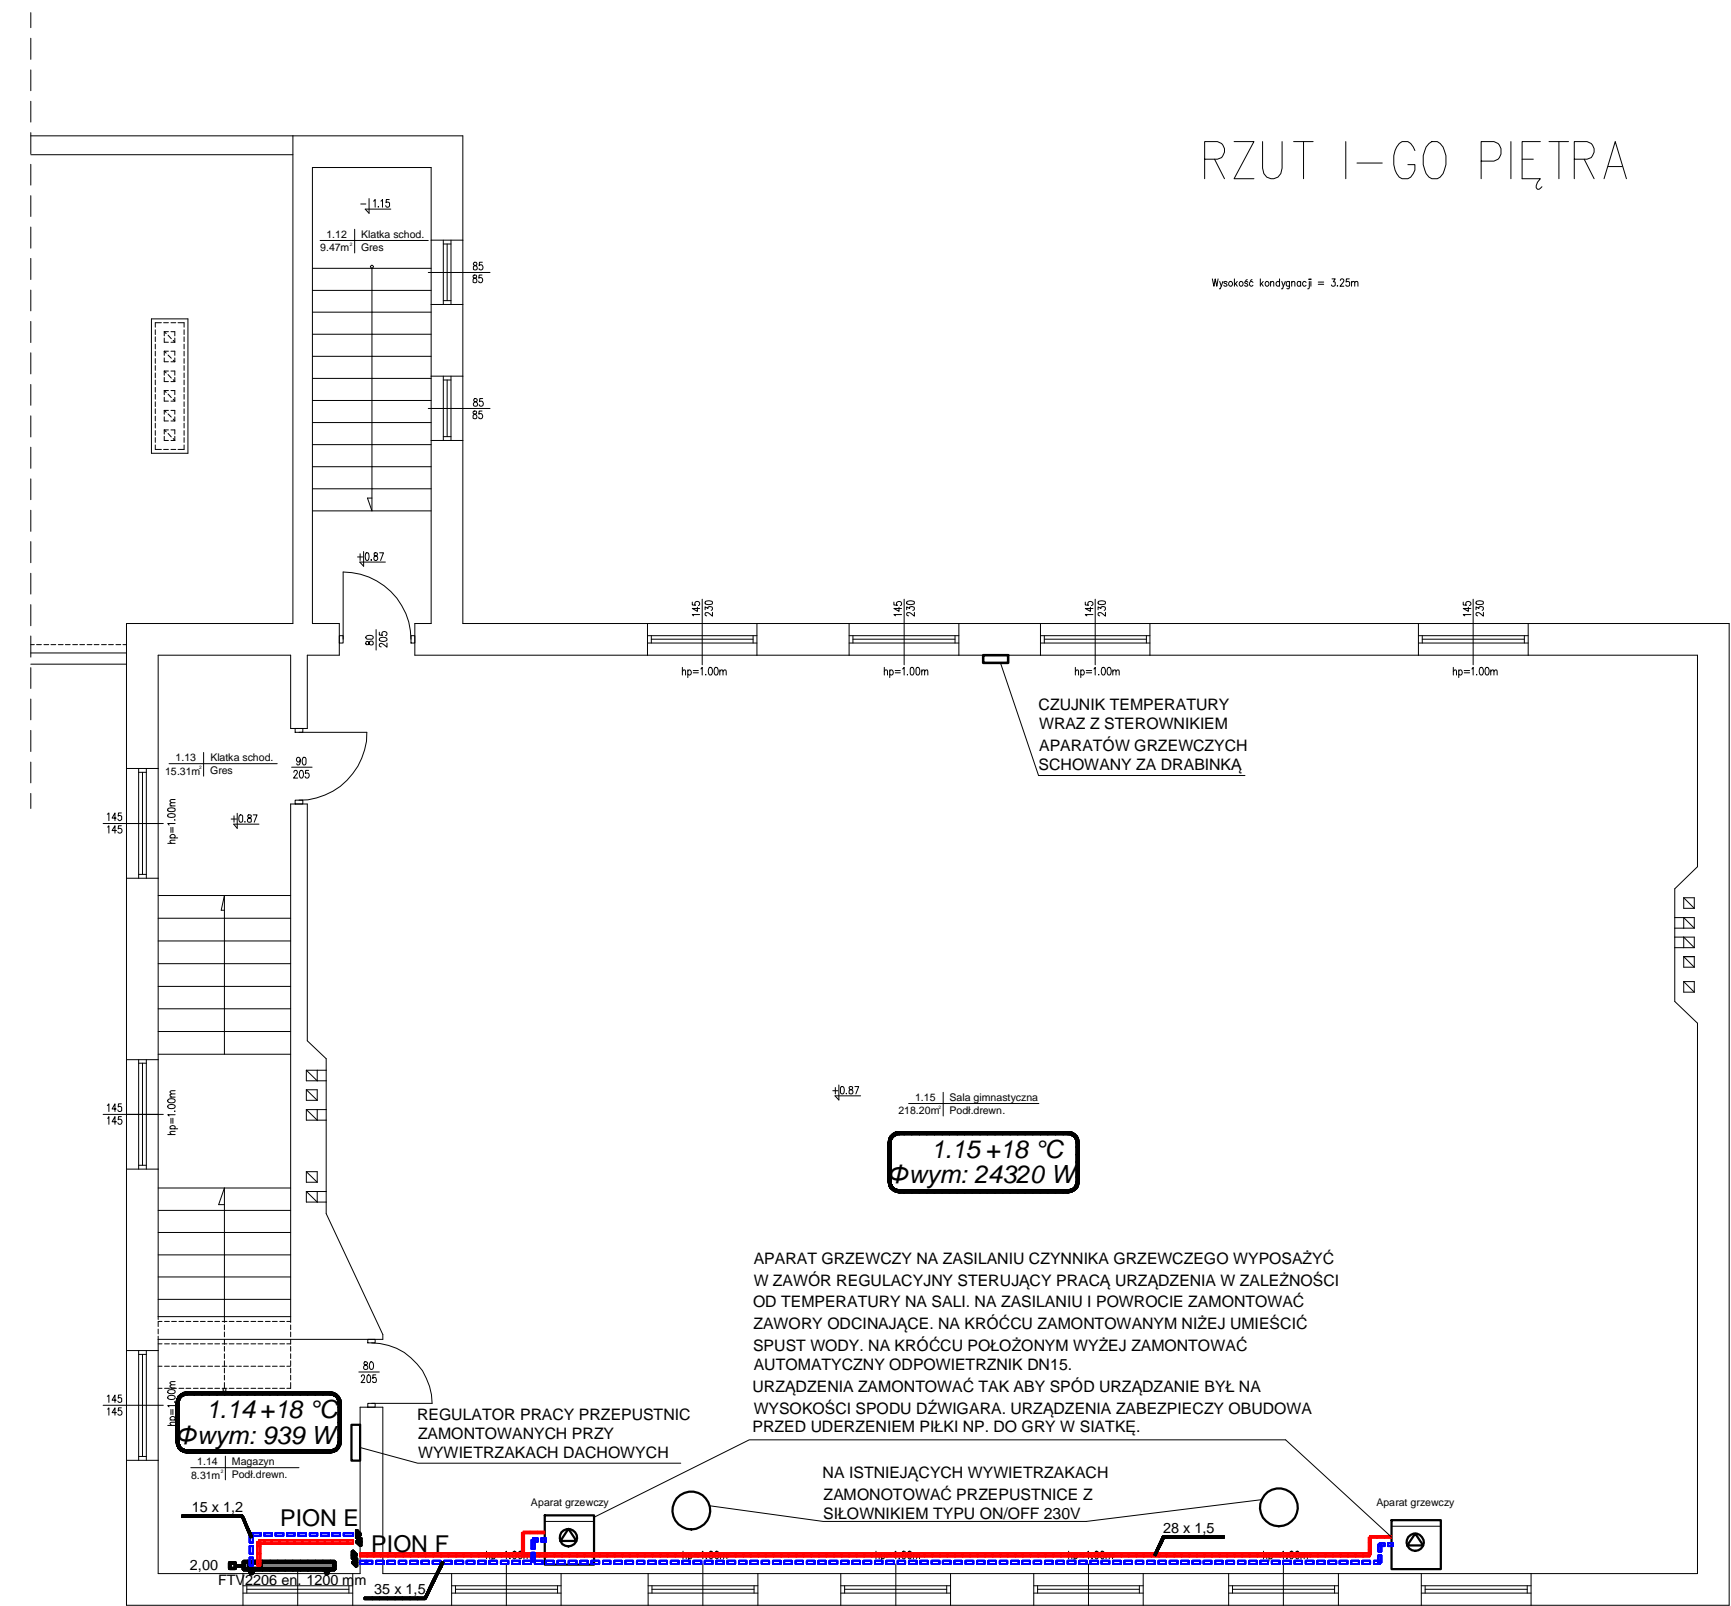 RZUT I-GO PIĘTRA
Wysokość kondygnacji = 3.25m
-1.15
1.12 Klatka schod.
9.47m² Gres
85
85
85
85
+0.87
80
205
145
230
145
230
145
230
145
230
hp=1.00m
hp=1.00m
hp=1.00m
hp=1.00m
CZUJNIK TEMPERATURY
WRAZ Z STEROWNIKIEM
APARATÓW GRZEWCZYCH
SCHOWANY ZA DRABINKĄ
1.13 Klatka schod.
15.31m² Gres
90
205
145
145
hp=1.00m
+0.87
145
145
hp=1.00m
+0.87
1.15 Sala gimnastyczna
218.20m² Podł.drewn.
1.15 +18 °C
Φwym: 24320 W
APARAT GRZEWCZY NA ZASILANIU CZYNNIKA GRZEWCZEGO WYPOSAŻYĆ
W ZAWÓR REGULACYJNY STERUJĄCY PRACĄ URZĄDZENIA W ZALEŻNOŚCI
OD TEMPERATURY NA SALI. NA ZASILANIU I POWROCIE ZAMONTOWAĆ
ZAWORY ODCINAJĄCE. NA KRÓĆCU ZAMONTOWANYM NIŻEJ UMIEŚCIĆ
SPUST WODY. NA KRÓĆCU POŁOŻONYM WYŻEJ ZAMONTOWAĆ
AUTOMATYCZNY ODPOWIETRZNIK DN15.
URZĄDZENIA ZAMONTOWAĆ TAK ABY SPÓD URZĄDZANIE BYŁ NA
WYSOKOŚCI SPODU DŹWIGARA. URZĄDZENIA ZABEZPIECZY OBUDOWA
PRZED UDERZENIEM PIŁKI NP. DO GRY W SIATKĘ.
80
205
145
145
hp=1.00m
1.14 +18 °C
Φwym: 939 W
1.14 Magazyn
8.31m² Podł.drewn.
REGULATOR PRACY PRZEPUSTNIC
ZAMONTOWANYCH PRZY
WYWIETRZAKACH DACHOWYCH
NA ISTNIEJĄCYCH WYWIETRZAKACH
ZAMONOTOWAĆ PRZEPUSTNICE Z
SIŁOWNIKIEM TYPU ON/OFF 230V
Aparat grzewczy
Aparat grzewczy
15 x 1,2
PION E
PION F
28 x 1,5
2,00
FTV2206 en. 1200 mm
35 x 1,5